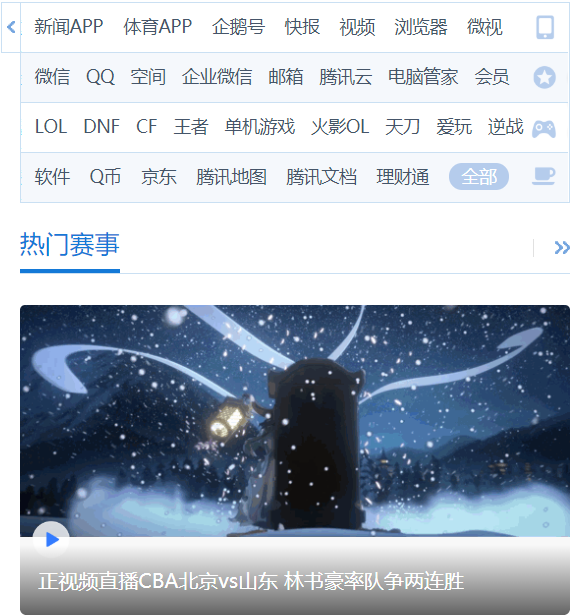 新闻APP 体育APP 企鹅号 快报 视频 浏览器 微视
微信 QQ 空间 企业微信 邮箱 腾讯云 电脑管家 会员
LOL DNF CF 王者 单机游戏 火影OL 天刀 爱玩 逆战
软件 Q币 京东 腾讯地图 腾讯文档 理财通 全部
热门赛事
正视频直播CBA北京vs山东 林书豪率队争两连胜